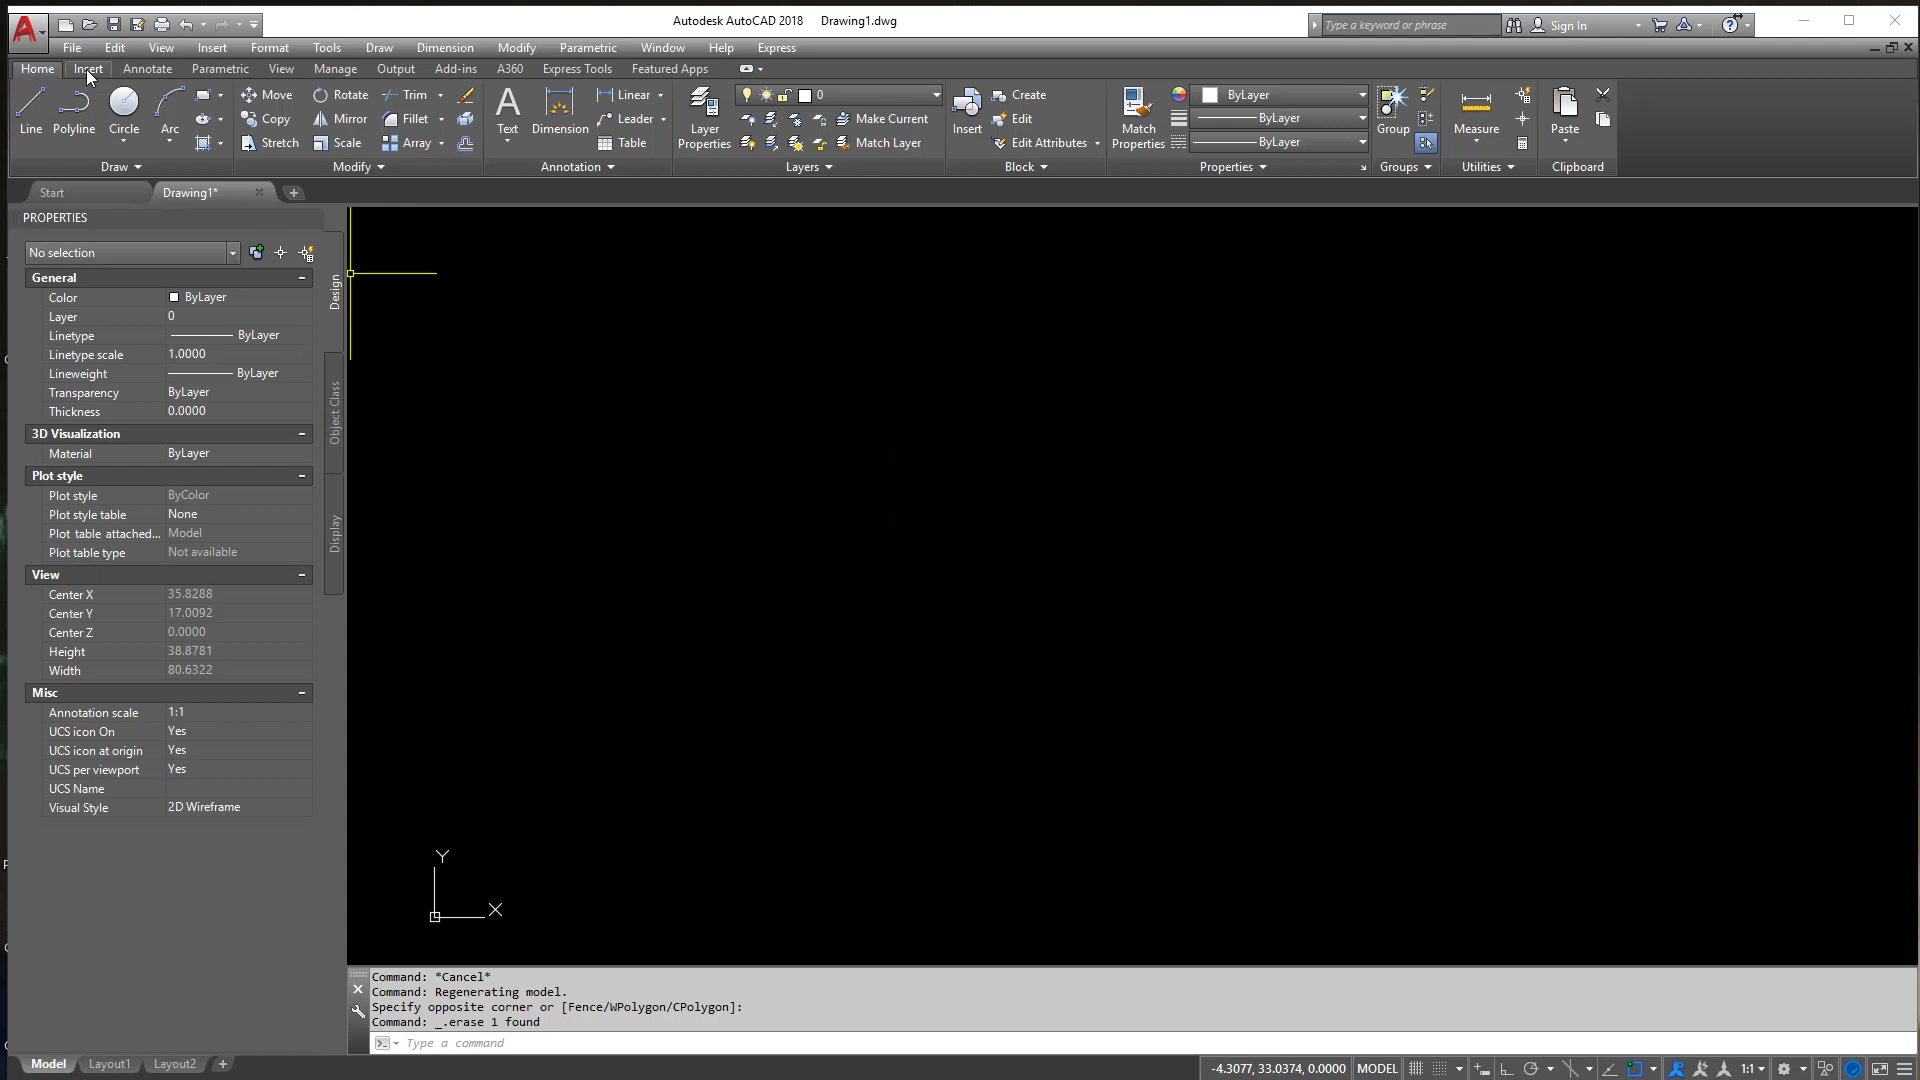 Autodesk AutoCAD 2018 Drawing1.dwg
Type a keyword or phrase
Sign In
File Edit View Insert Format Tools Draw Dimension Modify Parametric Window Help Express
Home Insert Annotate Parametric View Manage Output Add-ins A360 Express Tools Featured Apps
Line
Polyline
Circle
Arc
Draw
Move Rotate Trim
Copy Mirror Fillet
Stretch Scale Array
Modify
Text
Dimension
Linear
Leader
Table
Annotation
Layer
Properties
0
Make Current
Match Layer
Layers
Insert
Create
Edit
Edit Attributes
Block
Match
Properties
ByLayer
ByLayer
ByLayer
Properties
Group
Groups
Measure
Utilities
Paste
Clipboard
Start
Drawing1*
PROPERTIES
No selection
General
Color ByLayer
Layer 0
Linetype ByLayer
Linetype scale 1.0000
Lineweight ByLayer
Transparency ByLayer
Thickness 0.0000
3D Visualization
Material ByLayer
Plot style
Plot style ByColor
Plot style table None
Plot table attached... Model
Plot table type Not available
View
Center X 35.8288
Center Y 17.0092
Center Z 0.0000
Height 38.8781
Width 80.6322
Misc
Annotation scale 1:1
UCS icon On Yes
UCS icon at origin Yes
UCS per viewport Yes
UCS Name
Visual Style 2D Wireframe
Design
Object Class
Display
Y
X
Command: *Cancel*
Command: Regenerating model.
Specify opposite corner or [Fence/WPolygon/CPolygon]:
Command: _.erase 1 found
Type a command
Model Layout1 Layout2
-4.3077, 33.0374, 0.0000 MODEL 1:1